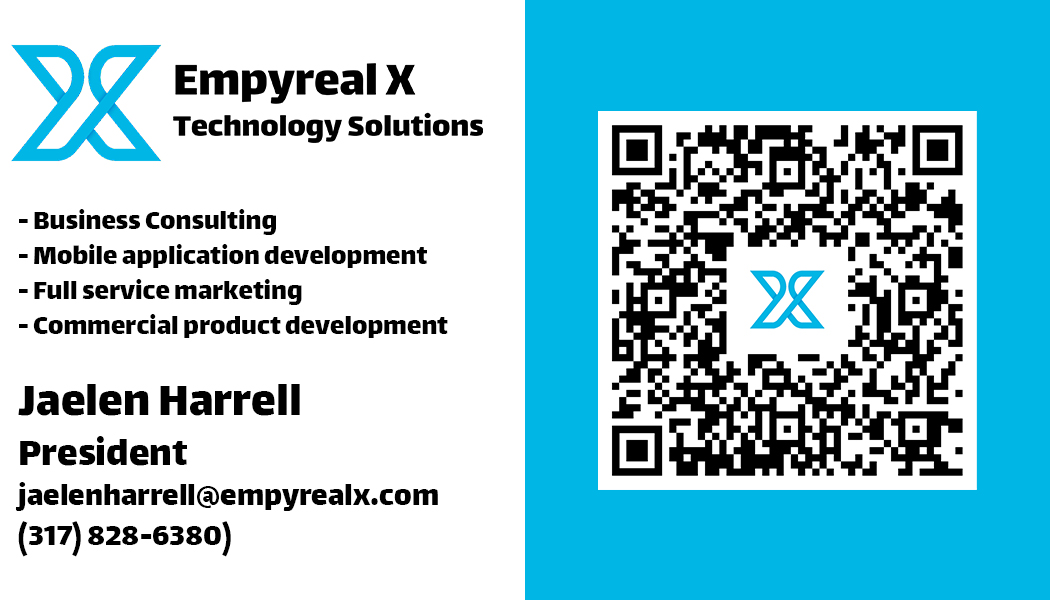 Empyreal X
Technology Solutions
- Business Consulting
- Mobile application development
- Full service marketing
- Commercial product development
Jaelen Harrell
President
jaelenharrell@empyrealx.com
(317) 828-6380)